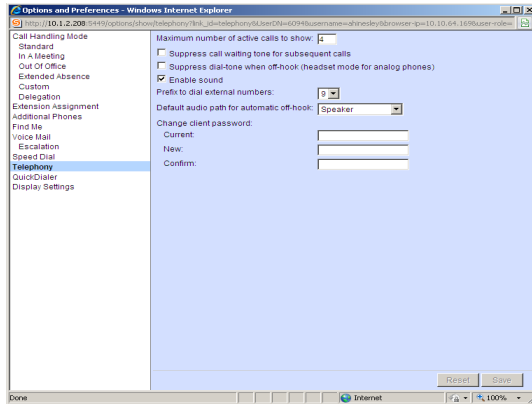 Options and Preferences - Windows Internet Explorer
http://10.1.2.208:5449/options/show/telephony?link_id=telephony&UserDN=6094&username=ahinesley&browser-ip=10.10.64.169&user-role=
Call Handling Mode
Standard
In A Meeting
Out Of Office
Extended Absence
Custom
Delegation
Extension Assignment
Additional Phones
Find Me
Voice Mail
Escalation
Speed Dial
Telephony
QuickDialer
Display Settings
Maximum number of active calls to show: 4
Suppress call waiting tone for subsequent calls
Suppress dial-tone when off-hook (headset mode for analog phones)
Enable sound
Prefix to dial external numbers: 9
Default audio path for automatic off-hook: Speaker
Change client password:
Current:
New:
Confirm:
Reset Save
Done Internet 100%